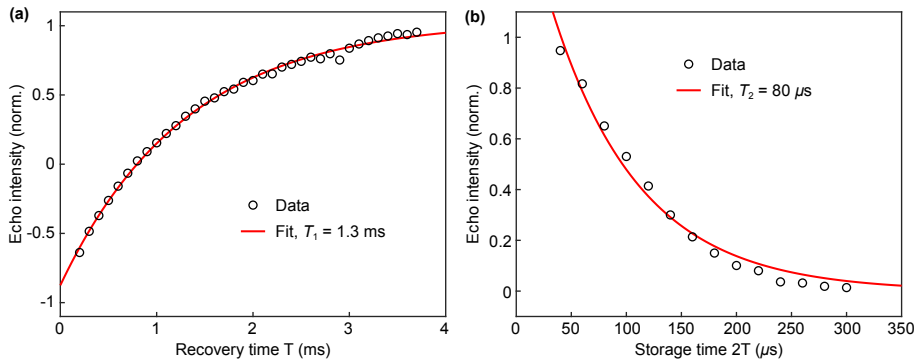 (a)
Echo intensity (norm.)
1
0.5
0
-0.5
-1
Data
Fit, T₁ = 1.3 ms
0
1
2
3
4
Recovery time T (ms)
(b)
Echo intensity (norm.)
1
0.8
0.6
0.4
0.2
0
Data
Fit, T₂ = 80 µs
0
50
100
150
200
250
300
350
Storage time 2T (µs)